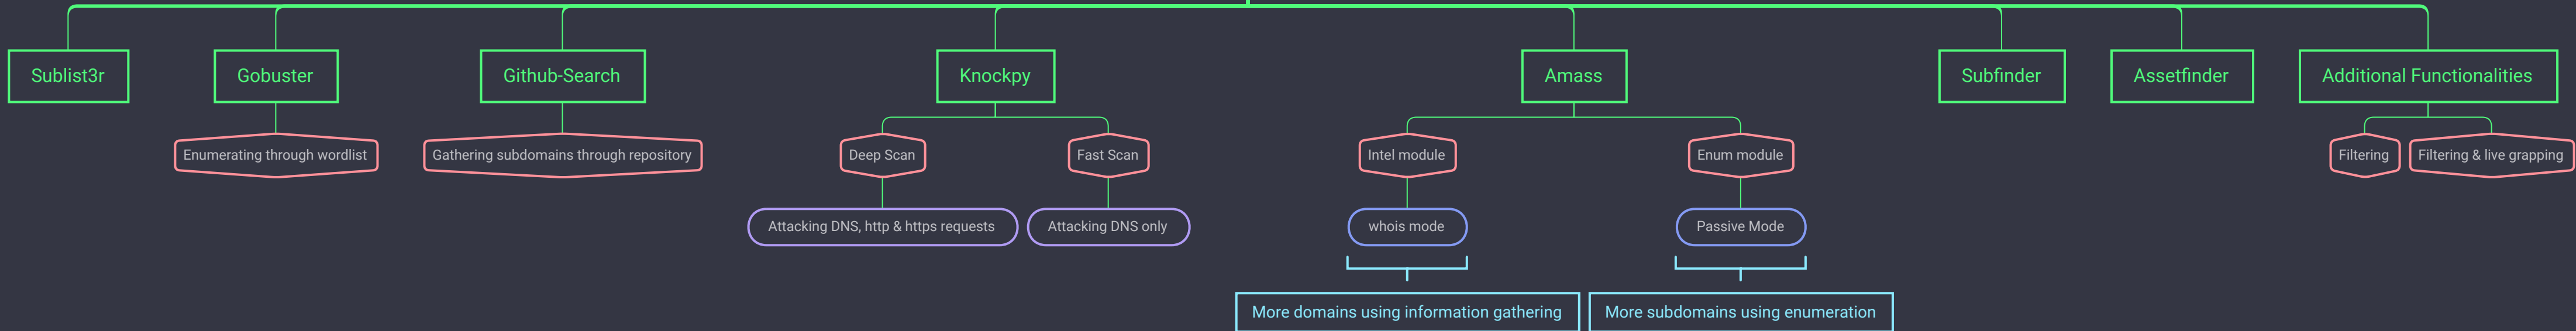 Sublist3r
Gobuster
Github-Search
Knockpy
Amass
Subfinder
Assetfinder
Additional Functionalities
Enumerating through wordlist
Gathering subdomains through repository
Deep Scan
Fast Scan
Intel module
Enum module
Filtering
Filtering & live grapping
Attacking DNS, http & https requests
Attacking DNS only
whois mode
Passive Mode
More domains using information gathering
More subdomains using enumeration